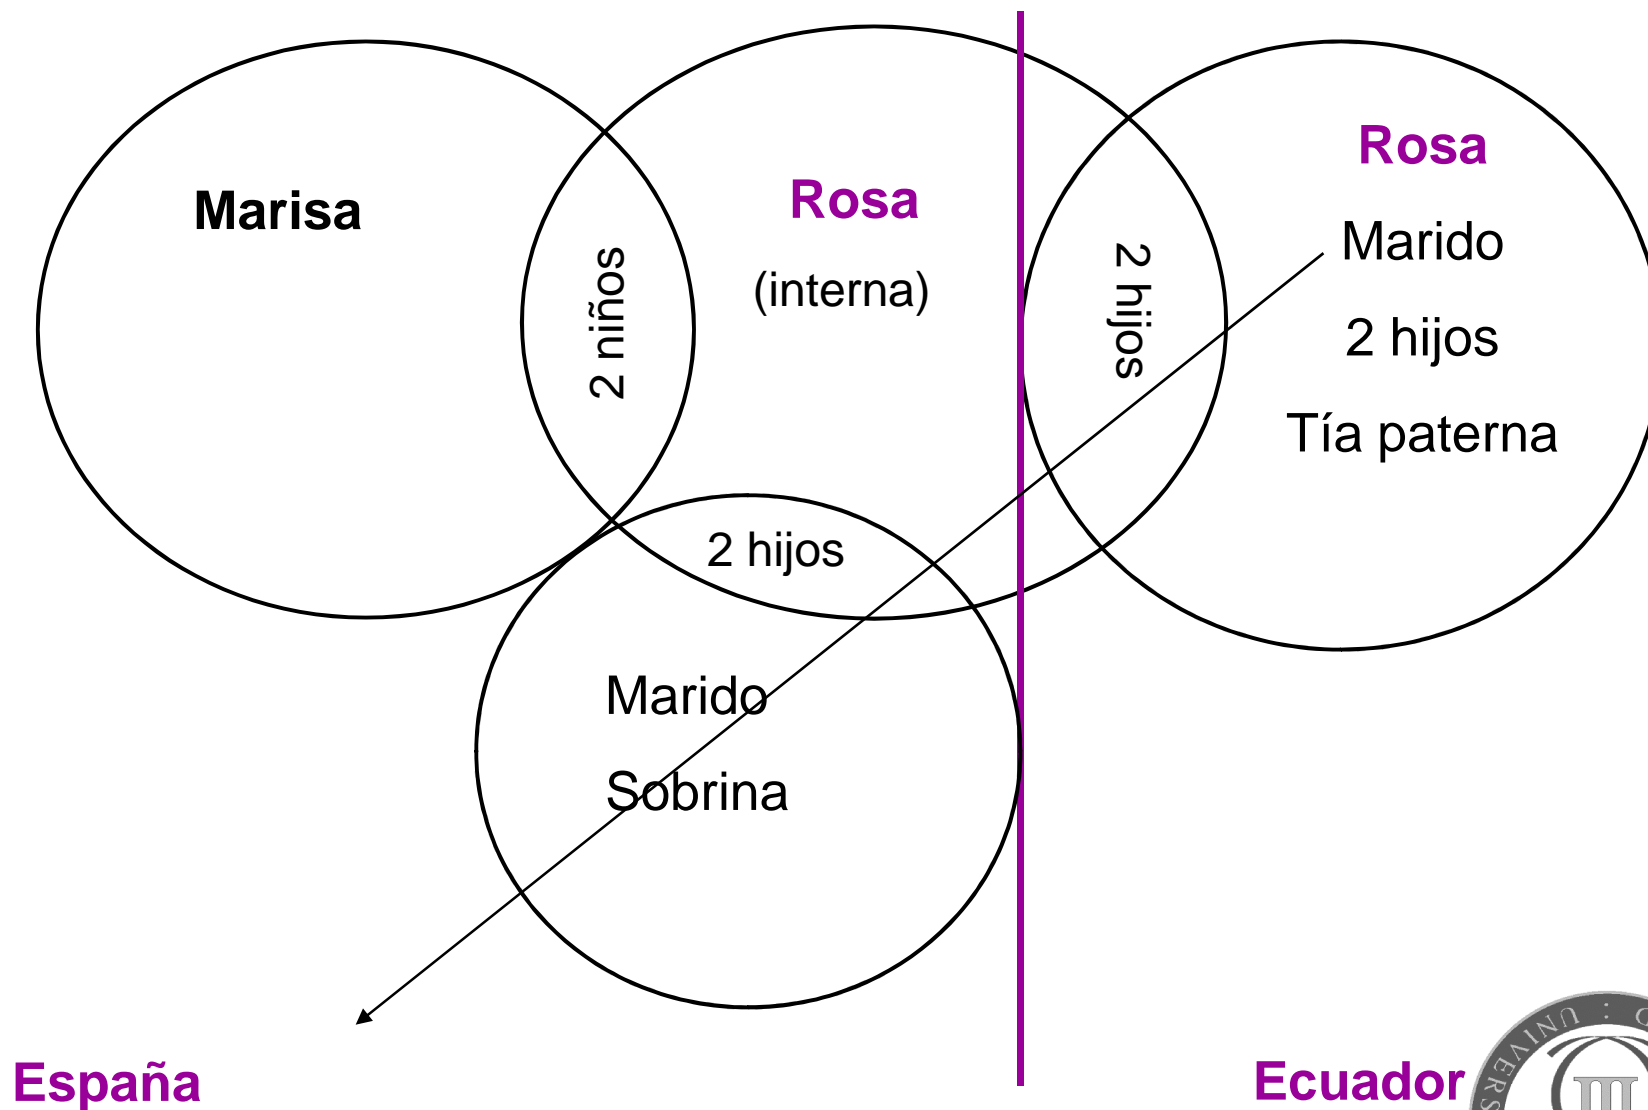 Marisa
2 niños
Rosa
(interna)
2 hijos
Rosa
Marido
2 hijos
Tía paterna
2 hijos
Marido
Sobrina
España
Ecuador